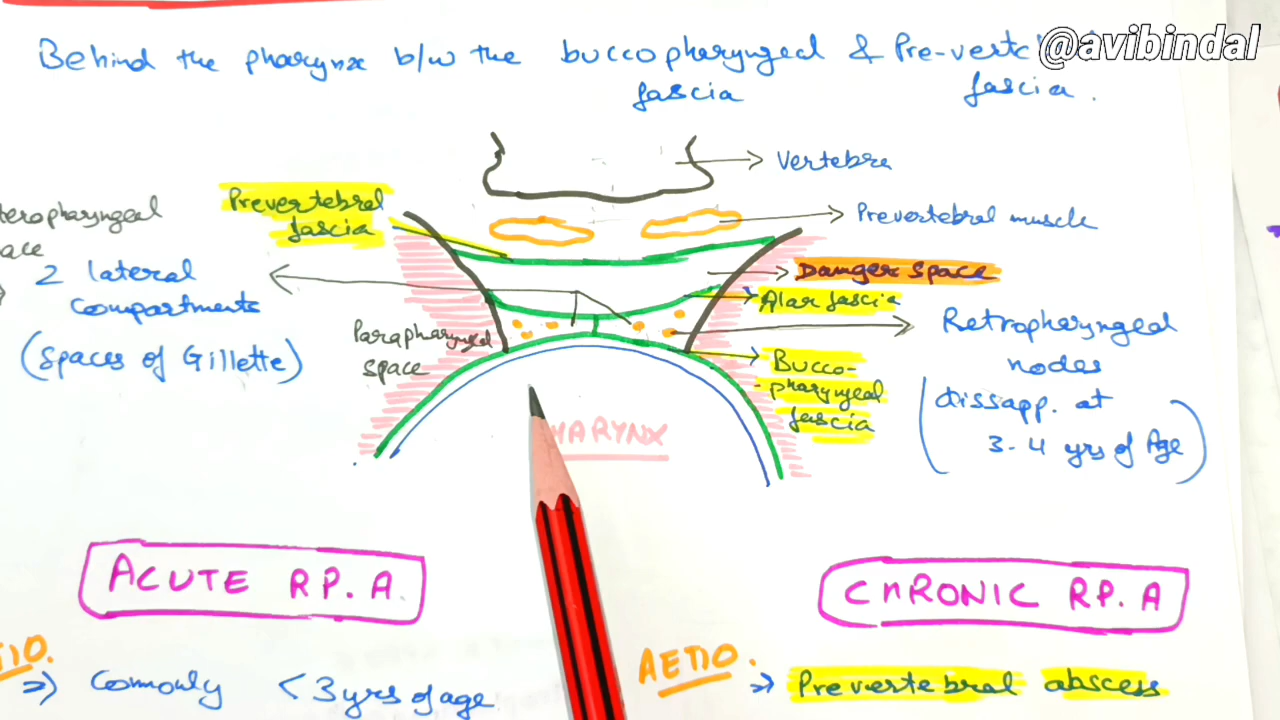 @avibindal
Behind the pharynx b/w the buccopharyngeal & Pre-verte
fascia fascia.
Vertebra
Prevertebral
fascia
Prevertebral muscle
2 lateral
compartments
(spaces of Gillette)
Danger space
Alar fascia
Parapharyngeal
space
Retropharyngeal
nodes
(dissapp. at
3-4 yrs of Age)
Bucco-
pharyngeal
fascia
HARYNX
ACUTE RP. A.
CHRONIC RP. A
⇒ Commonly < 3 yrs of age
AETIO. ⇒ Prevertebral abscess